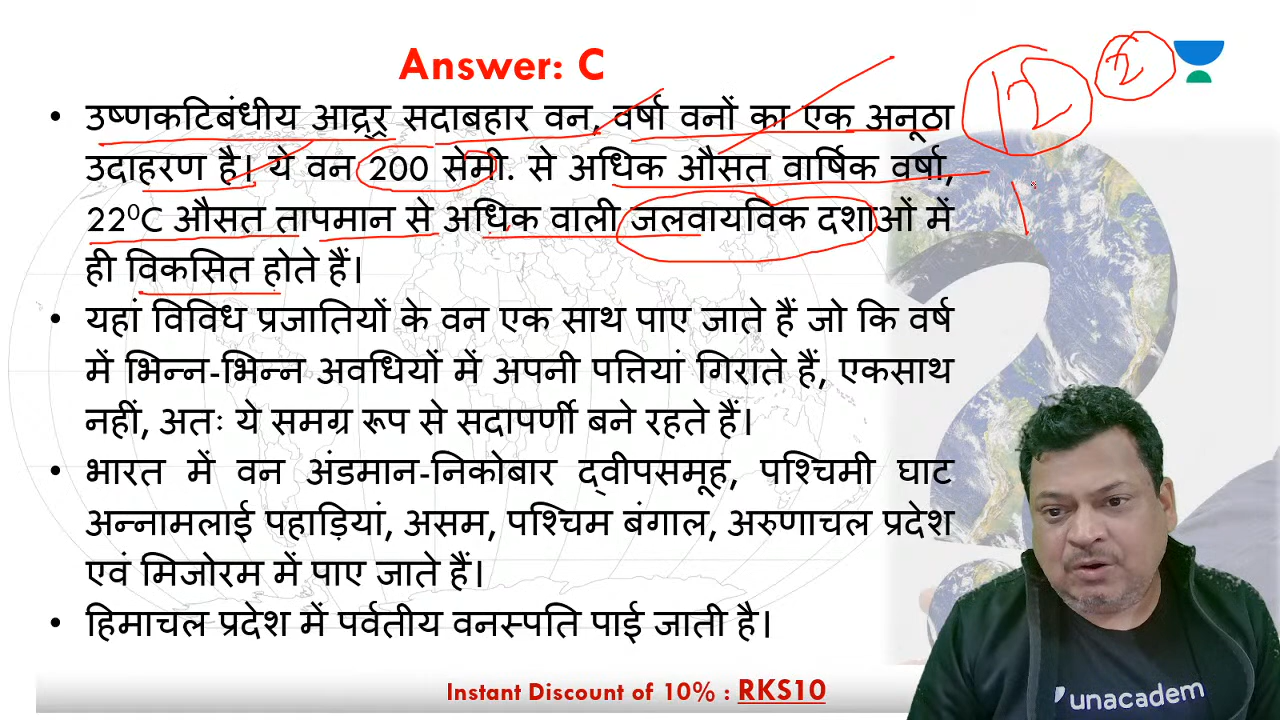 Answer: C
• उष्णकटिबंधीय आद्र्र सदाबहार वन, वर्षा वनों का एक अनूठा
उदाहरण है। ये वन 200 सेमी. से अधिक औसत वार्षिक वर्षा,
22⁰C औसत तापमान से अधिक वाली जलवायविक दशाओं में
ही विकसित होते हैं।
• यहां विविध प्रजातियों के वन एक साथ पाए जाते हैं जो कि वर्ष
में भिन्न-भिन्न अवधियों में अपनी पत्तियां गिराते हैं, एकसाथ
नहीं, अतः ये समग्र रूप से सदापर्णी बने रहते हैं।
• भारत में वन अंडमान-निकोबार द्वीपसमूह, पश्चिमी घाट
अन्नामलाई पहाड़ियां, असम, पश्चिम बंगाल, अरुणाचल प्रदेश
एवं मिजोरम में पाए जाते हैं।
• हिमाचल प्रदेश में पर्वतीय वनस्पति पाई जाती है।
unacadem
Instant Discount of 10% : RKS10